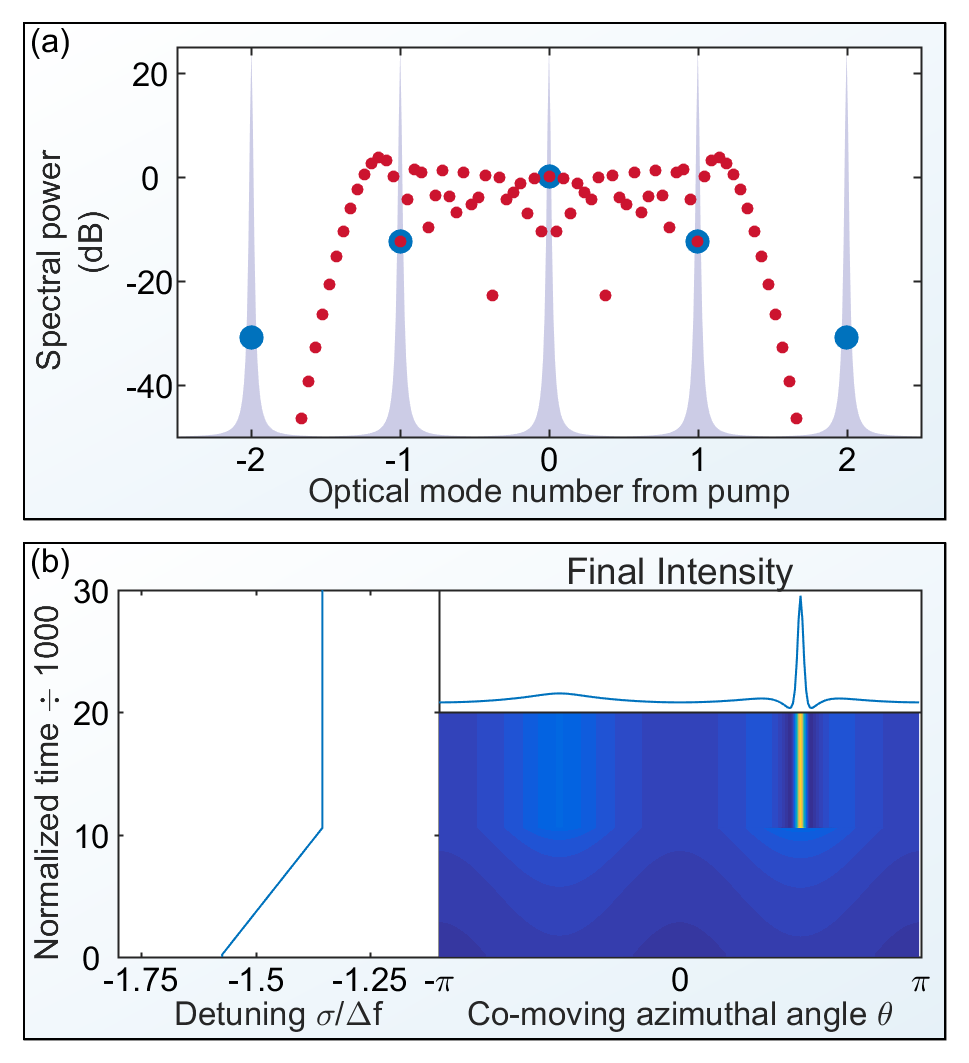 (a)
20
0
-20
-40
Spectral power
(dB)
-2 -1 0 1 2
Optical mode number from pump
(b)
Final Intensity
30
20
10
0
Normalized time ÷ 1000
-1.75 -1.5 -1.25 -π 0 π
Detuning σ/Δf
Co-moving azimuthal angle θ